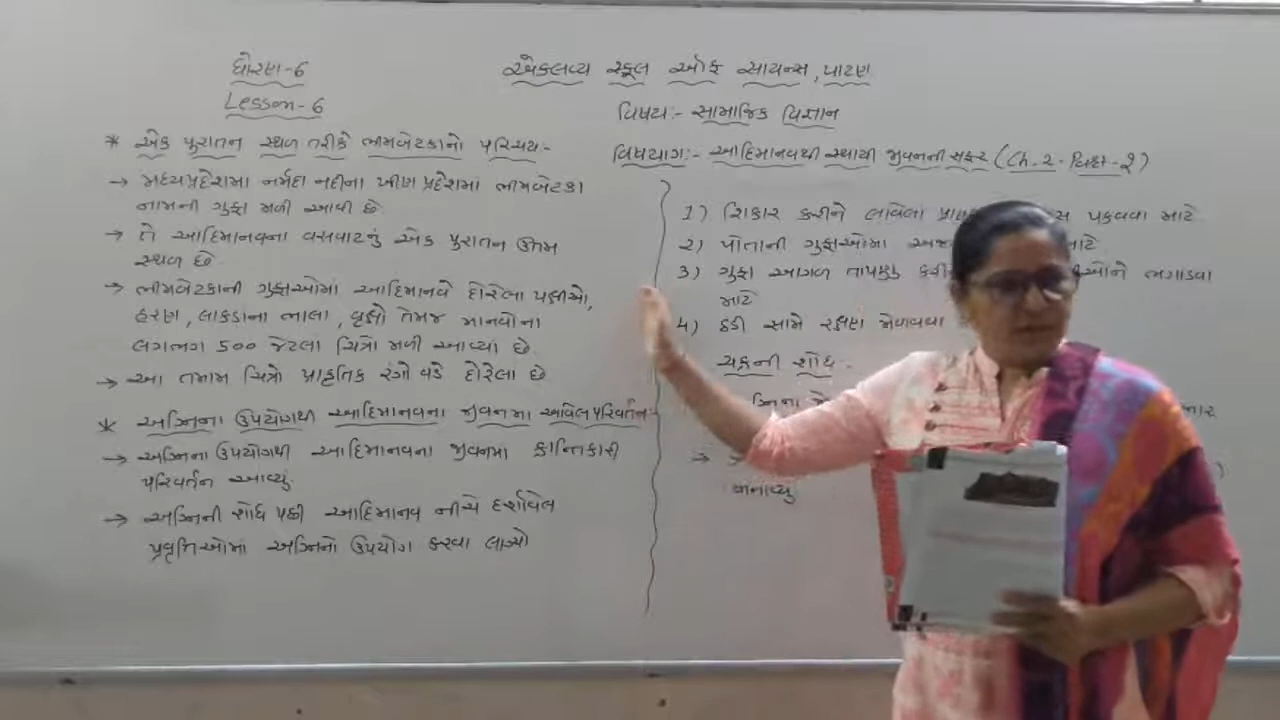 ધોરણ-6
Lesson-6
એકલવ્ય સ્કૂલ ઓફ સાયન્સ, પાટણ
વિષય:- સામાજિક વિજ્ઞાન
વિષયાંગ:- આદિમાનવથી સ્થાયી જીવનની સફર (Ch.2-વિભાગ-2)
* એક પુરાતન સ્થળ તરીકે ભીમબેટકાનો પરિચય:-
→ મધ્યપ્રદેશમાં નર્મદા નદીના ખીણ પ્રદેશમાં ભીમબેટકા
નામની ગુફા મળી આવી છે.
→ તે આદિમાનવના વસવાટનું એક પુરાતન ઉત્તમ
સ્થળ છે.
→ ભીમબેટકાની ગુફાઓમાં આદિમાનવે દોરેલા પક્ષીઓ,
હરણ, લાકડાના ભાલા, વૃક્ષો તેમજ માનવોના
લગભગ 500 જેટલા ચિત્રો મળી આવ્યાં છે.
→ આ તમામ ચિત્રો પ્રાકૃતિક રંગો વડે દોરેલા છે
* અગ્નિના ઉપયોગથી આદિમાનવના જીવનમાં આવેલ પરિવર્તન:-
→ અગ્નિના ઉપયોગથી આદિમાનવના જીવનમાં ક્રાન્તિકારી
પરિવર્તન આવ્યું.
→ અગ્નિની શોધ પછી આદિમાનવ નીચે દર્શાવેલ
પ્રવૃત્તિઓમાં અગ્નિનો ઉપયોગ કરવા લાગ્યો
1) શિકાર કરીને લાવેલા પકવવા માટે
2) પોતાની ગુફાઓમાં માટે
3) ગુફા આગળ તાપણું ભગાડવા
માટે
4) ઠંડી સામે રક્ષણ મેળવવા
ચક્રની શોધ:-
→
બનાવ્યું